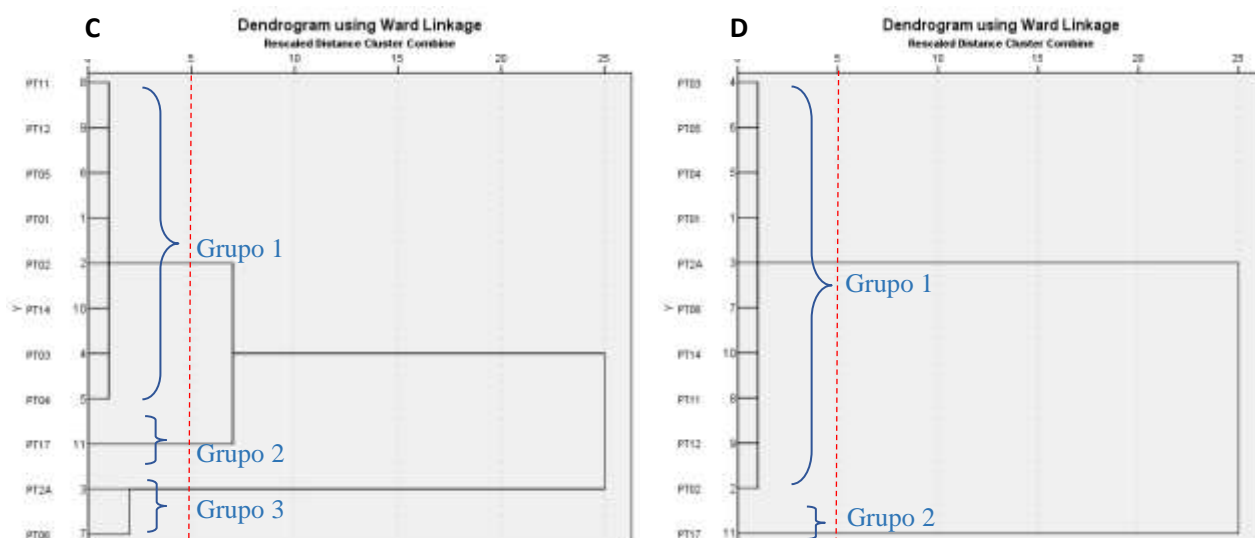 C
Dendrogram using Ward Linkage
Rescaled Distance Cluster Combine
0 5 10 15 20 25
PT11 8
PT12 9
PT05 6
PT01 1
PT02 2
Y
PT14 10
PT03 4
PT04 5
PT17 11
PT2A 3
7
Grupo 1
Grupo 2
Grupo 3
D
Dendrogram using Ward Linkage
Rescaled Distance Cluster Combine
0 5 10 15 20 25
PT03 4
PT05 6
PT04 5
PT01 1
PT2A 3
Y
7
PT14 10
PT11 8
PT12 9
PT02 2
PT17 11
Grupo 1
Grupo 2